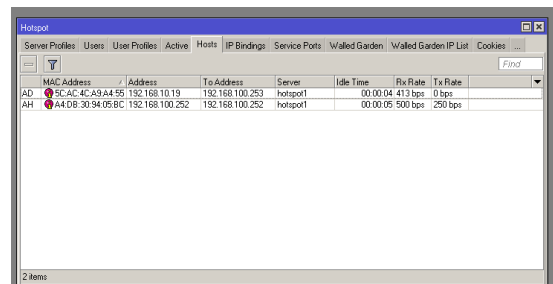 Hotspot
Server Profiles Users User Profiles Active Hosts IP Bindings Service Ports Walled Garden Walled Garden IP List Cookies ...
Find
MAC Address Address To Address Server Idle Time Rx Rate Tx Rate
AD 5C:AC:4C:A9:A4:55 192.168.10.19 192.168.100.253 hotspot1 00:00:04 413 bps 0 bps
AH A4:DB:30:94:05:BC 192.168.100.252 192.168.100.252 hotspot1 00:00:05 500 bps 250 bps
2 items